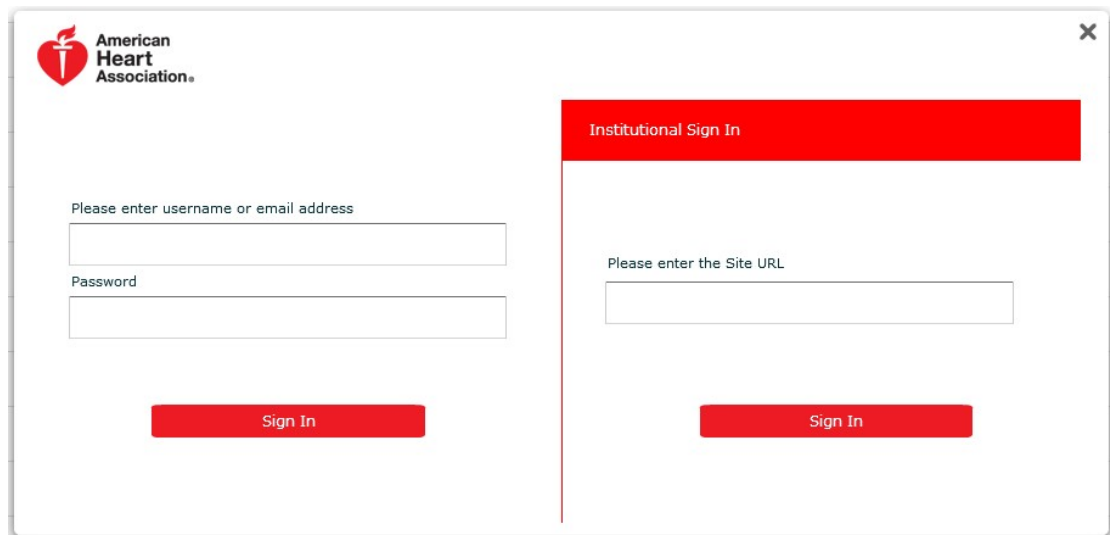 American
Heart
Association®
Institutional Sign In
Please enter username or email address
Password
Sign In
Please enter the Site URL
Sign In